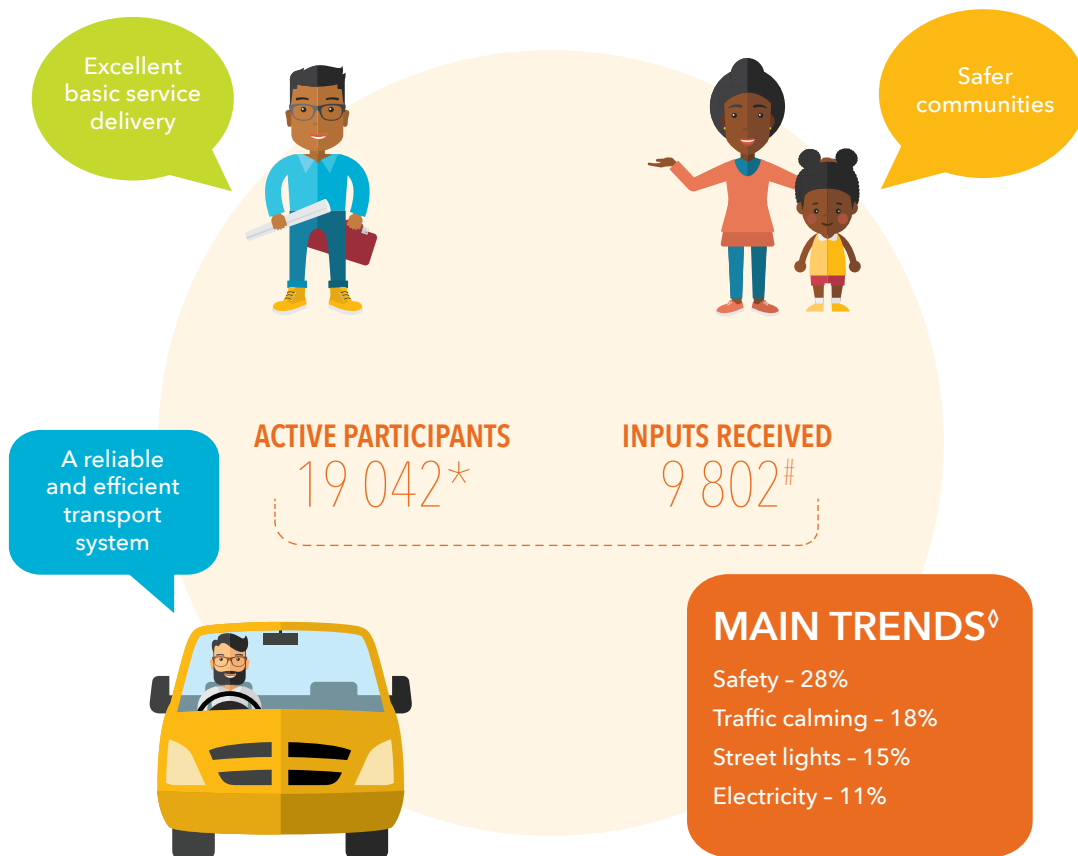 Excellent
basic service
delivery
Safer
communities
ACTIVE PARTICIPANTS
19 042*
INPUTS RECEIVED
9 802#
A reliable
and efficient
transport
system
MAIN TRENDS◊
Safety – 28%
Traffic calming – 18%
Street lights – 15%
Electricity – 11%